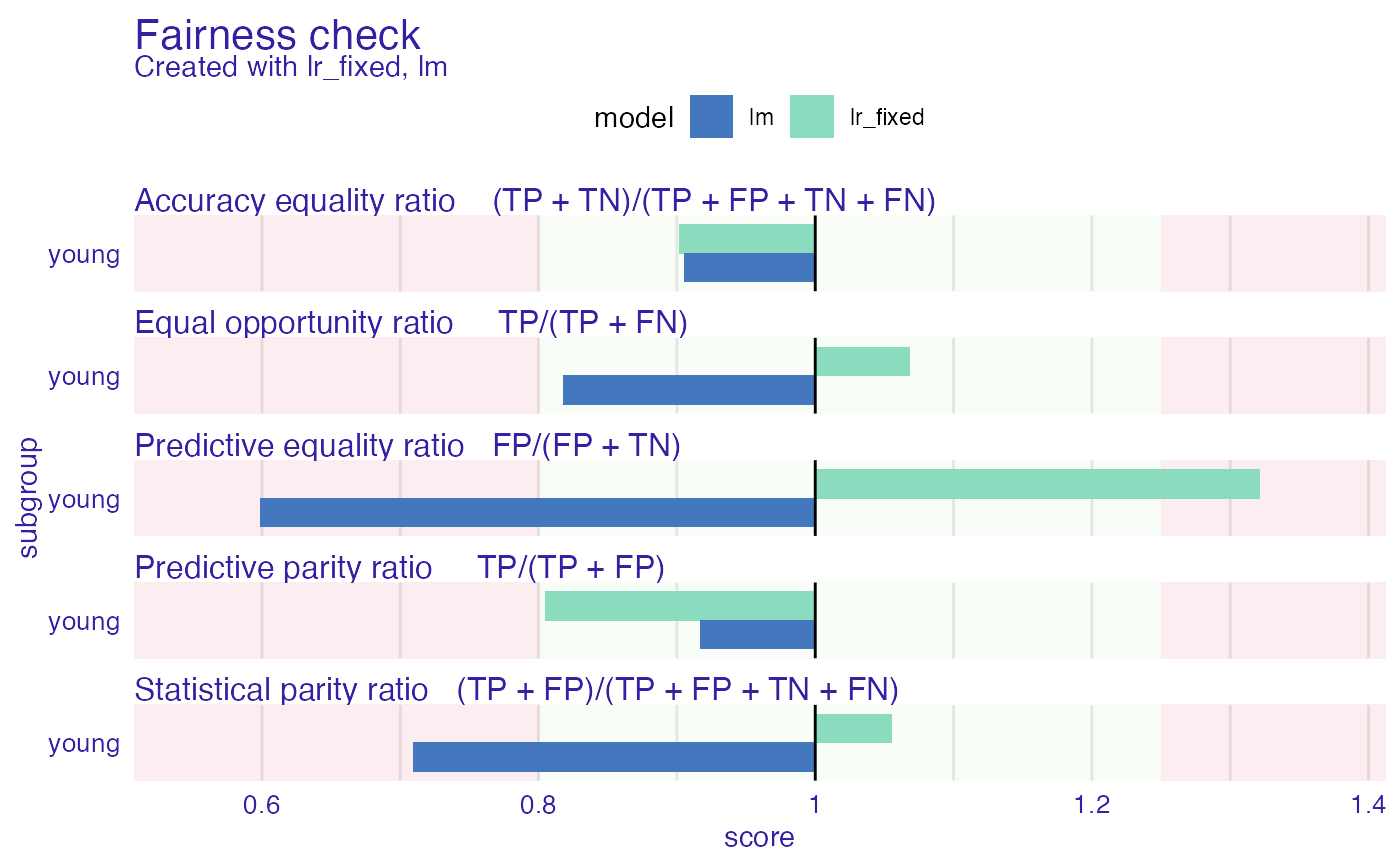 Fairness check
Created with lr_fixed, lm
model lm lr_fixed
Accuracy equality ratio (TP + TN)/(TP + FP + TN + FN)
young
Equal opportunity ratio TP/(TP + FN)
young
Predictive equality ratio FP/(FP + TN)
young
Predictive parity ratio TP/(TP + FP)
young
Statistical parity ratio (TP + FP)/(TP + FP + TN + FN)
young
subgroup
0.6 0.8 1 1.2 1.4
score